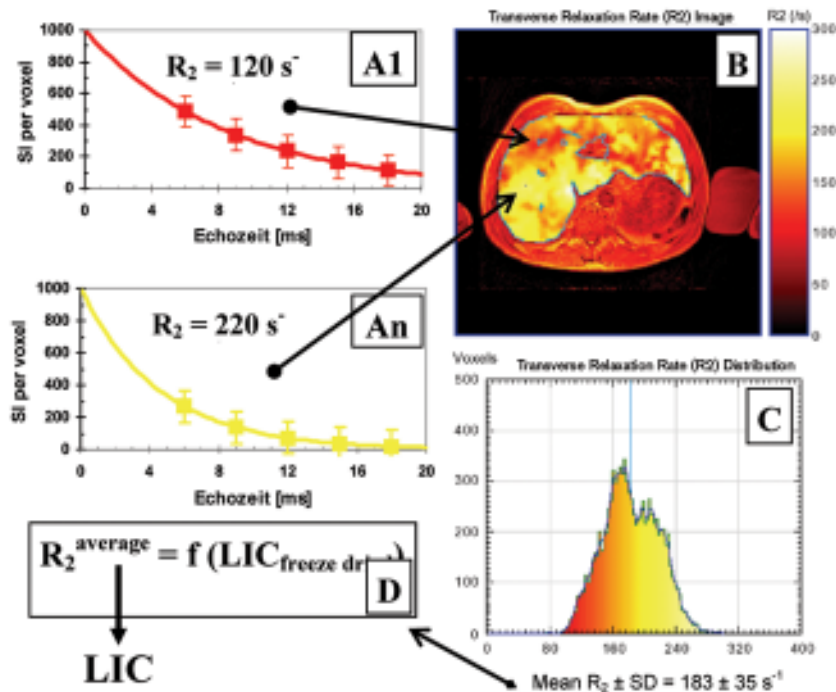 1000
800
600
400
200
0
SI per voxel
R₂ = 120 s⁻
A1
0 4 8 12 16 20
Echozeit [ms]
1000
800
600
400
200
0
SI per voxel
R₂ = 220 s⁻
An
0 4 8 12 16 20
Echozeit [ms]
R₂ average = f (LIC freeze
D
LIC
Transverse Relaxation Rate (R2) Image
R2 (/s)
B
300
250
200
150
100
50
0
Voxels
Transverse Relaxation Rate (R2) Distribution
500
400
300
200
100
0
C
0 80 160 240 320 400
Mean R₂ ± SD = 183 ± 35 s⁻¹